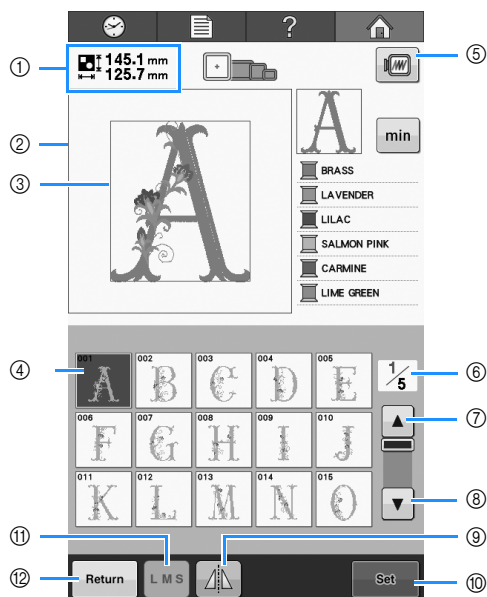 ?
① 145.1 mm ⑤
125.7 mm
②
③
A
A
min
BRASS
LAVENDER
LILAC
SALMON PINK
CARMINE
LIME GREEN
④ 001 A 002 B 003 C 004 D 005 E 1/5 ⑥
006 F 007 G 008 H 009 I 010 J ⑦
011 K 012 L 013 M 014 N 015 O ⑧
⑪ ⑨
⑫ Return L M S Set ⑩